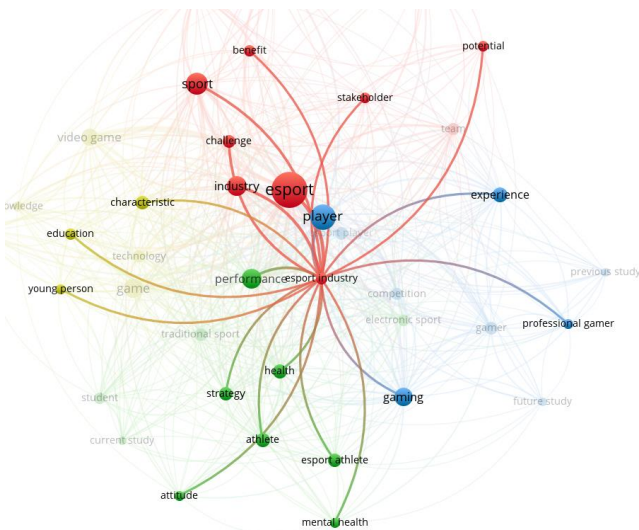 benefit
potential
sport
stakeholder
team
video game
challenge
industry
esport
experience
owledge
characteristic
player
education
technology
previous study
performance
esport industry
young person
game
competition
electronic sport
professional gamer
gamer
traditional sport
health
student
strategy
gaming
future study
current study
athlete
esport athlete
attitude
mental health